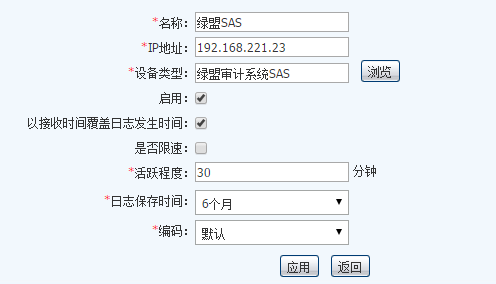 *名称： 绿盟SAS
*IP地址： 192.168.221.23
*设备类型： 绿盟审计系统SAS 浏览
启用：
以接收时间覆盖日志发生时间：
是否限速：
*活跃程度： 30 分钟
*日志保存时间： 6个月
*编码： 默认
应用 返回